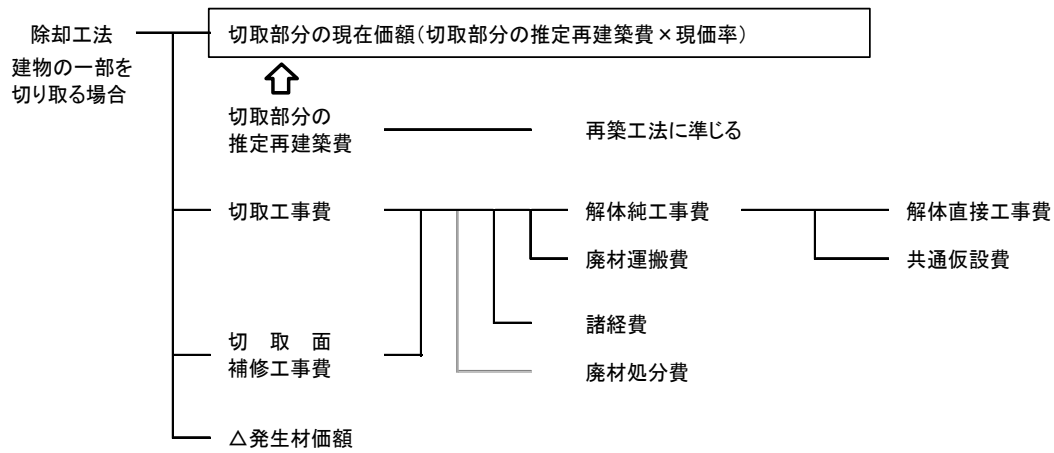 除却工法
建物の一部を
切り取る場合
切取部分の現在価額(切取部分の推定再建築費×現価率)
切取部分の
推定再建築費
再築工法に準じる
切取工事費
解体純工事費
解体直接工事費
廃材運搬費
共通仮設費
諸経費
切 取 面
補修工事費
廃材処分費
△発生材価額